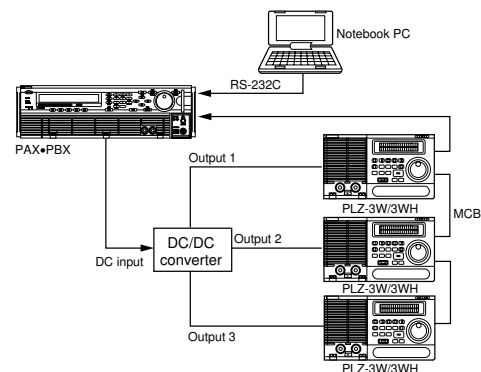 Notebook PC
RS-232C
PAX•PBX
Output 1
PLZ-3W/3WH
MCB
DC/DC
converter
Output 2
DC input
PLZ-3W/3WH
Output 3
PLZ-3W/3WH